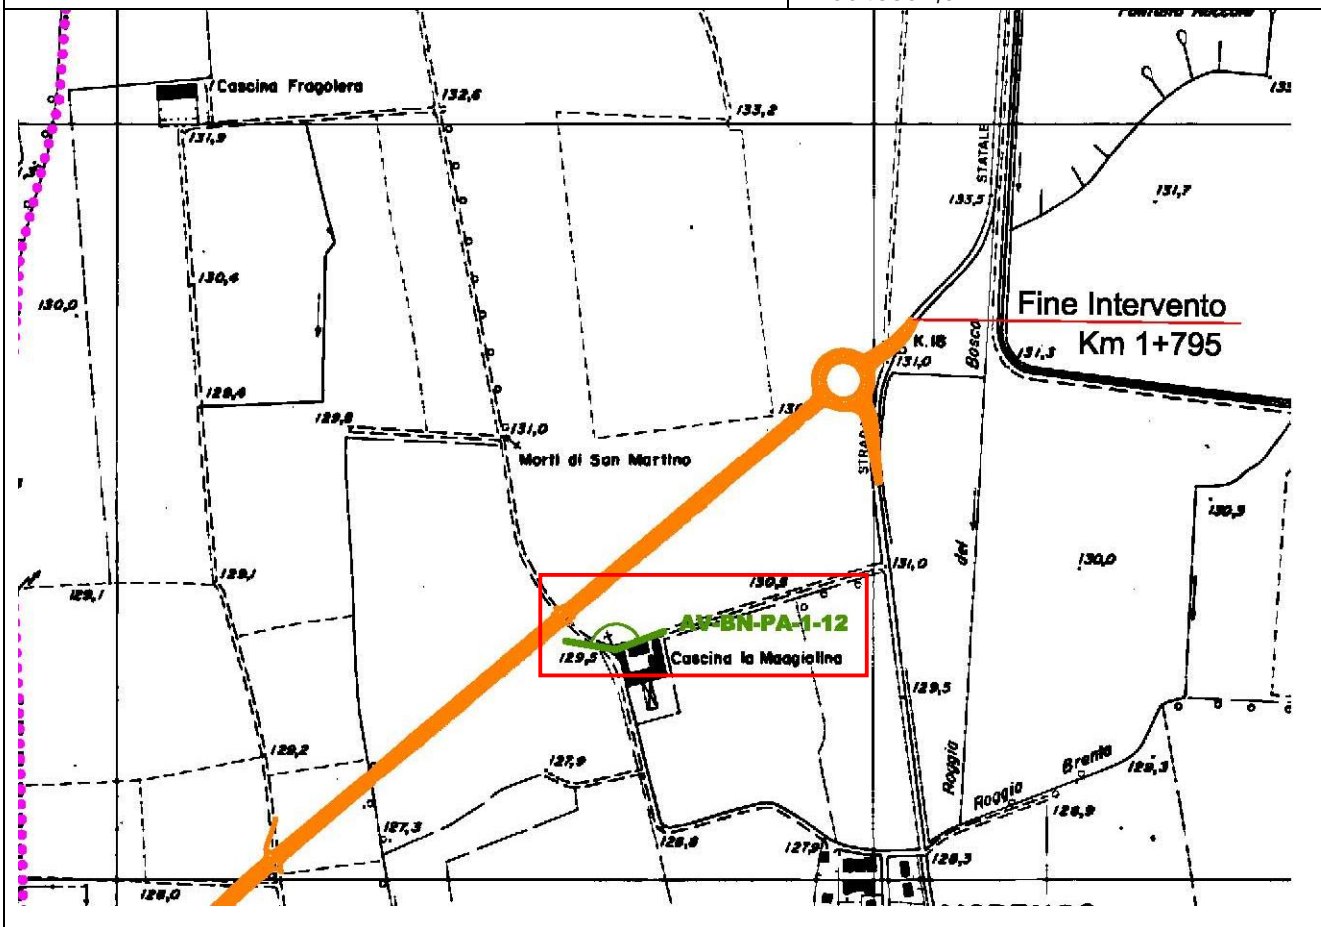 Cascina Fragolera
132,6
133,2
131,9
STATALE
133,5
131,7
130,4
130,0
Fine Intervento
Km 1+795
Bosco
K.18
131,0
131,3
129,4
129,8
131,0
Morti di San Martino
130,9
131,0
130,0
del
129,1
129,1
130,8
AV-BN-PA-1-12
129,5
Cascina la Maggiolina
129,5
129,2
127,9
Roggia
Roggia Brenta
129,3
128,9
127,3
128,8
127,9
128,3
128,0